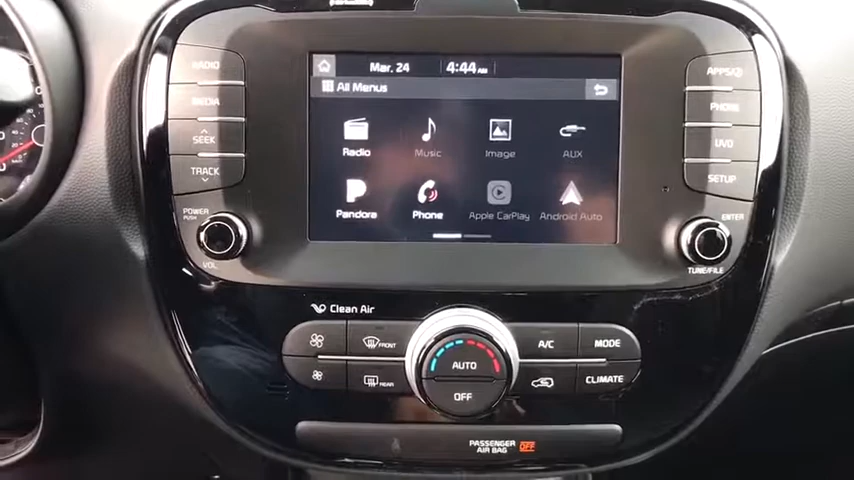 RADIO
MEDIA
SEEK
TRACK
POWER
PUSH
VOL
Mar. 24
4:44 AM
All Menus
Radio
Music
Image
AUX
Pandora
Phone
Apple CarPlay
Android Auto
PHONE
UVO
SETUP
ENTER
TUNE/FILE
Clean Air
FRONT
REAR
AUTO
OFF
A/C
MODE
CLIMATE
PASSENGER
AIR BAG OFF